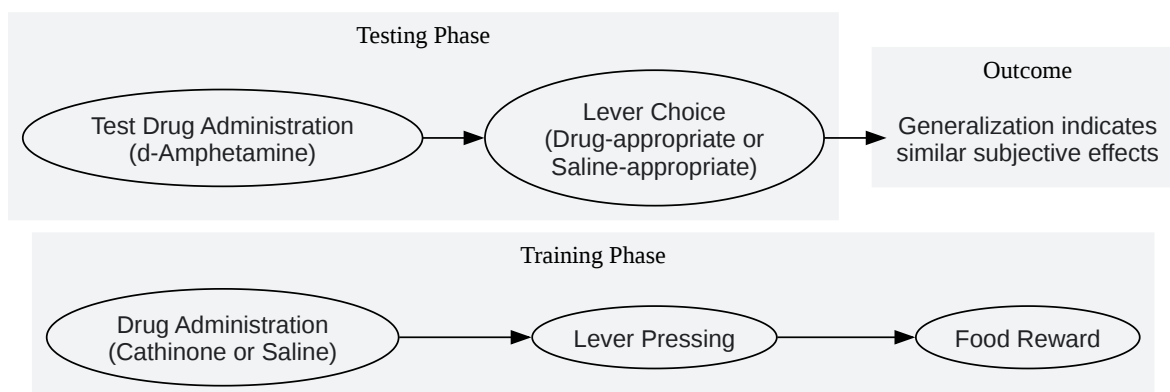 Testing Phase
Test Drug Administration
(d-Amphetamine)
Lever Choice
(Drug-appropriate or
Saline-appropriate)
Outcome
Generalization indicates
similar subjective effects
Training Phase
Drug Administration
(Cathinone or Saline)
Lever Pressing
Food Reward